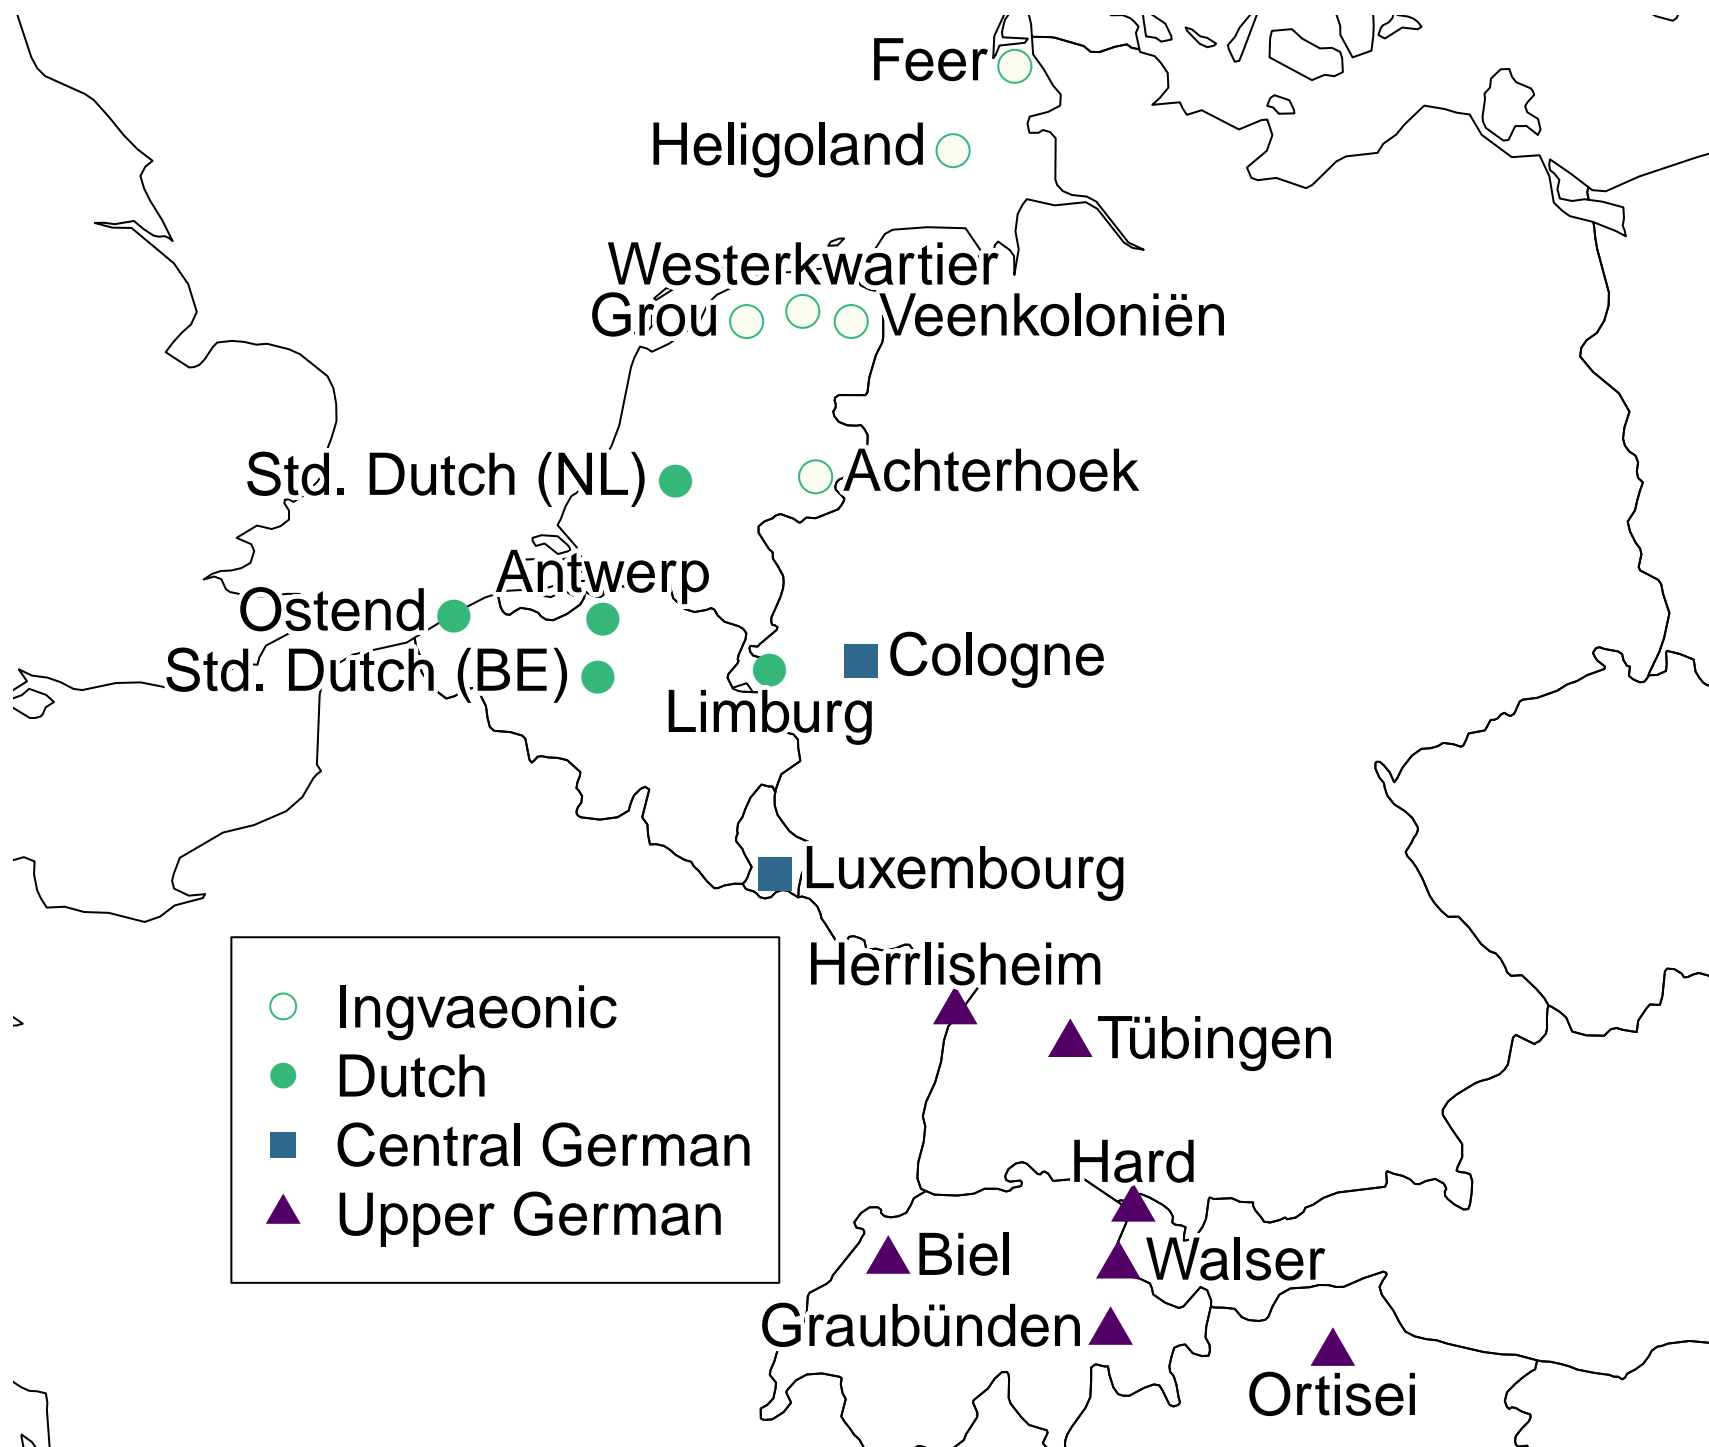 Feer
Heligoland
Westerkwartier
Grou
Veenkoloniën
Std. Dutch (NL)
Achterhoek
Antwerp
Ostend
Std. Dutch (BE)
Cologne
Limburg
Luxembourg
Herrlisheim
Tübingen
Hard
Biel
Walser
Graubünden
Ortisei
Ingvaeonic
Dutch
Central German
Upper German